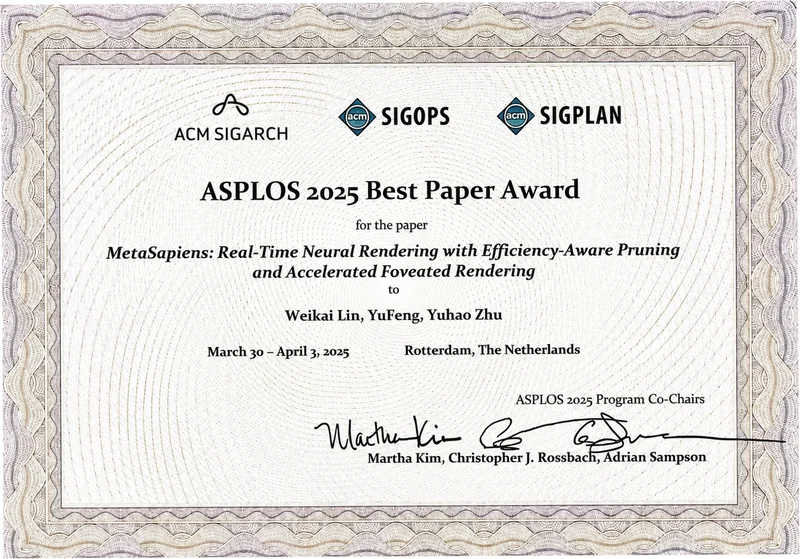 ACM SIGARCH
acm SIGOPS
acm SIGPLAN
ASPLOS 2025 Best Paper Award
for the paper
MetaSapiens: Real-Time Neural Rendering with Efficiency-Aware Pruning
and Accelerated Foveated Rendering
to
Weikai Lin, YuFeng, Yuhao Zhu
March 30 – April 3, 2025 Rotterdam, The Netherlands
ASPLOS 2025 Program Co-Chairs
Martha Kim
Martha Kim, Christopher J. Rossbach, Adrian Sampson